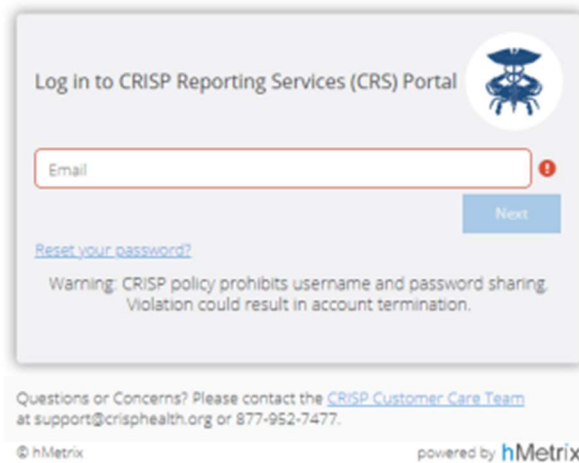 Log in to CRISP Reporting Services (CRS) Portal
Email
Next
Reset your password?
Warning: CRISP policy prohibits username and password sharing.
Violation could result in account termination.
Questions or Concerns? Please contact the CRISP Customer Care Team
at support@crisphealth.org or 877-952-7477.
© hMetrix
powered by hMetrix